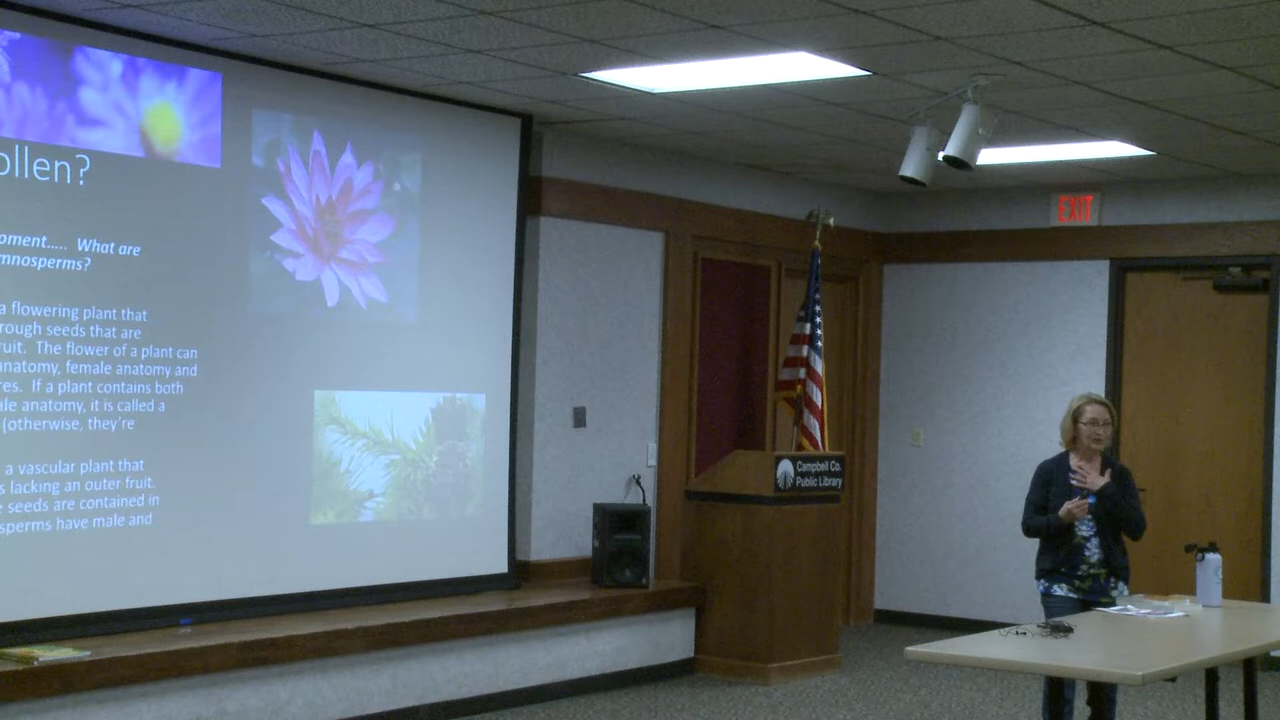 ollen?
oment..... What are
mnosperms?
a flowering plant that
rough seeds that are
ruit. The flower of a plant can
anatomy, female anatomy and
res. If a plant contains both
ale anatomy, it is called a
(otherwise, they're
a vascular plant that
s lacking an outer fruit.
e seeds are contained in
sperms have male and
EXIT
Campbell Co.
Public Library